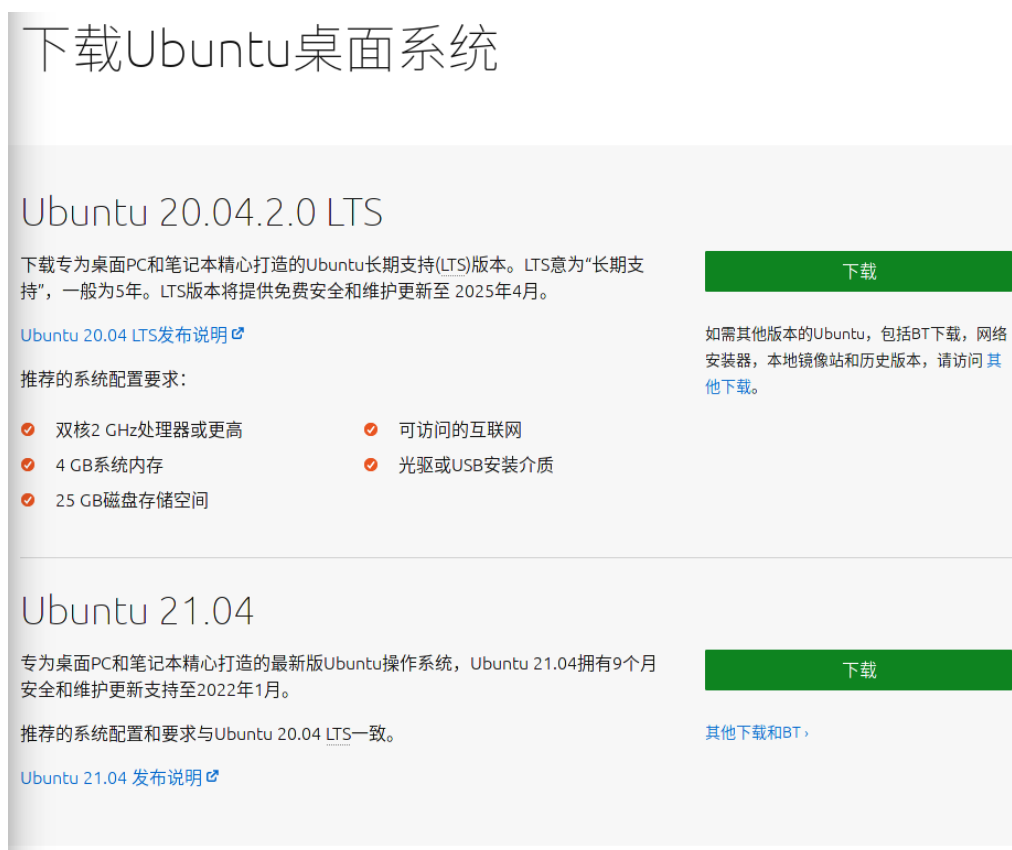 下载Ubuntu桌面系统
Ubuntu 20.04.2.0 LTS
下载专为桌面PC和笔记本精心打造的Ubuntu长期支持(LTS)版本。LTS意为“长期支
持”，一般为5年。LTS版本将提供免费安全和维护更新至 2025年4月。
Ubuntu 20.04 LTS发布说明
推荐的系统配置要求：
双核2 GHz处理器或更高
4 GB系统内存
25 GB磁盘存储空间
可访问的互联网
光驱或USB安装介质
下载
如需其他版本的Ubuntu，包括BT下载，网络
安装器，本地镜像站和历史版本，请访问 其
他下载。
Ubuntu 21.04
专为桌面PC和笔记本精心打造的最新版Ubuntu操作系统，Ubuntu 21.04拥有9个月
安全和维护更新支持至2022年1月。
推荐的系统配置和要求与Ubuntu 20.04 LTS一致。
Ubuntu 21.04 发布说明
下载
其他下载和BT ›